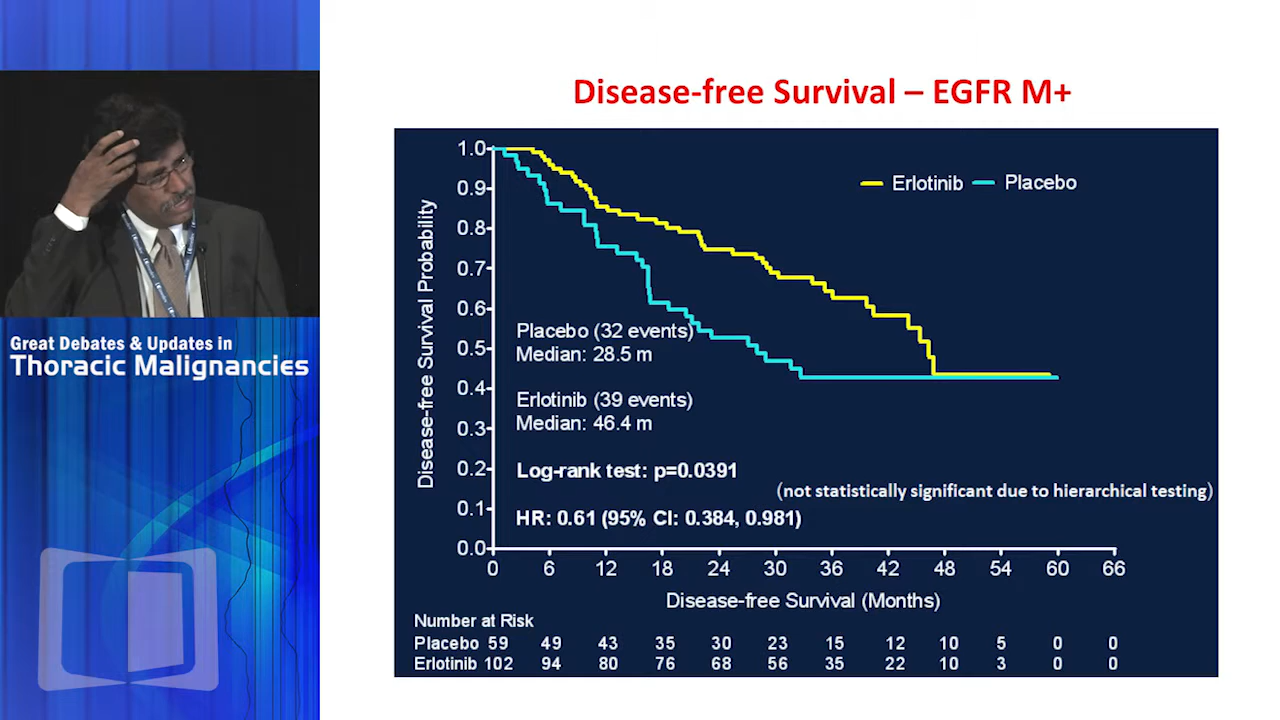 Great Debates & Updates in
Thoracic Malignancies
Disease-free Survival – EGFR M+
Erlotinib Placebo
Disease-free Survival Probability
1.0
0.9
0.8
0.7
0.6
0.5
0.4
0.3
0.2
0.1
0.0
Placebo (32 events)
Median: 28.5 m
Erlotinib (39 events)
Median: 46.4 m
Log-rank test: p=0.0391
(not statistically significant due to hierarchical testing)
HR: 0.61 (95% CI: 0.384, 0.981)
0 6 12 18 24 30 36 42 48 54 60 66
Disease-free Survival (Months)
Number at Risk
Placebo 59 49 43 35 30 23 15 12 10 5 0 0
Erlotinib 102 94 80 76 68 56 35 22 10 3 0 0